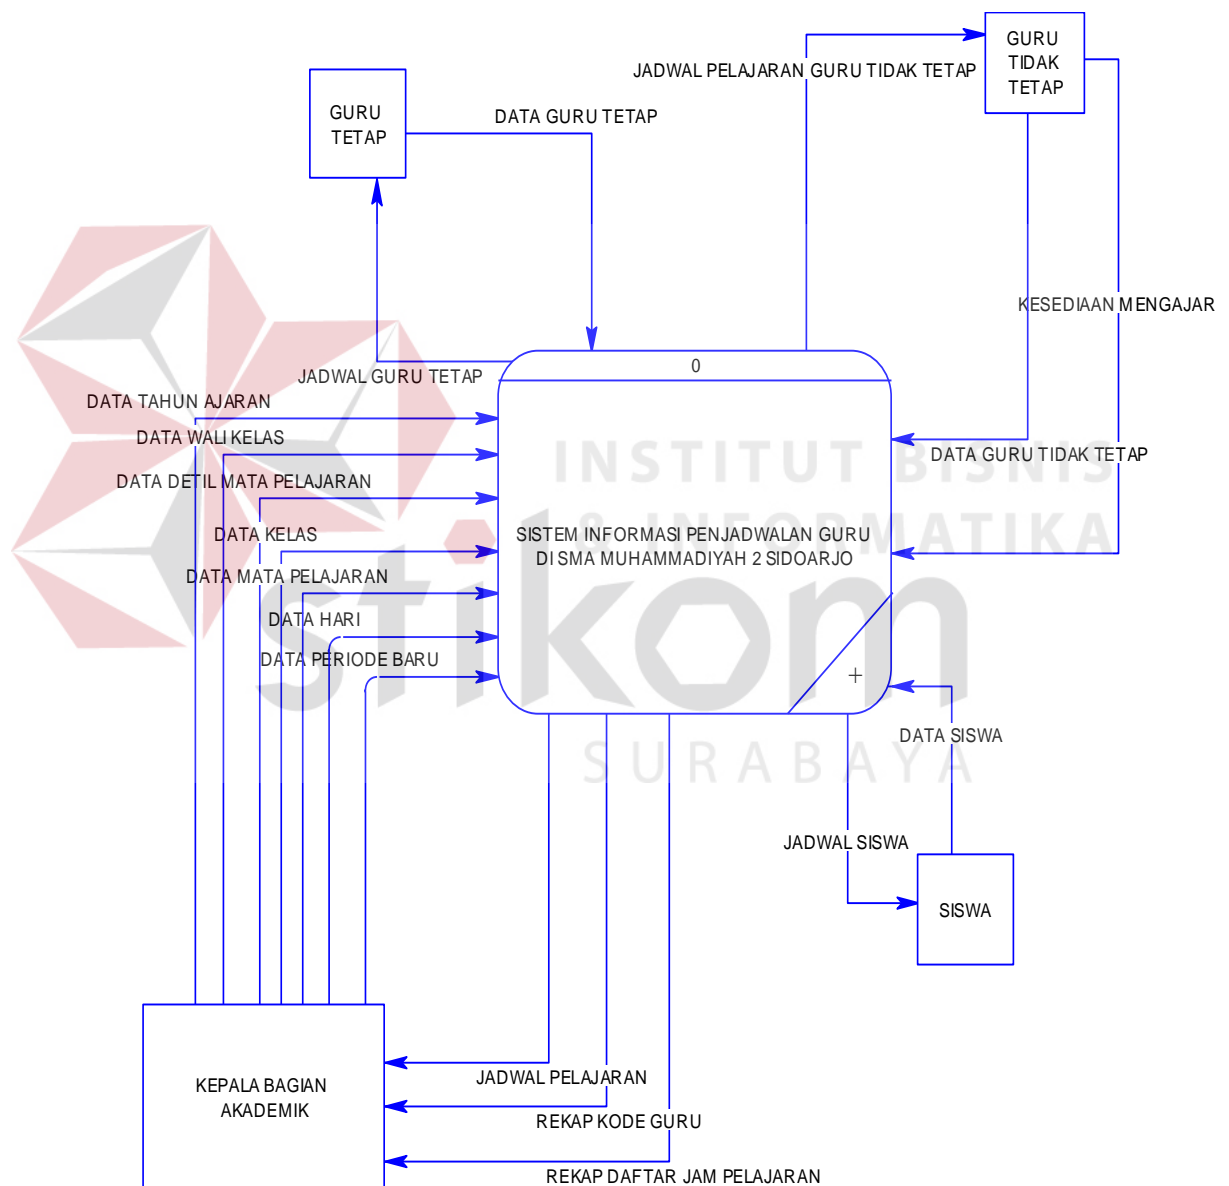 GURU
TIDAK
TETAP
JADWAL PELAJARAN GURU TIDAK TETAP
GURU
TETAP
DATA GURU TETAP
KESEDIAAN MENGAJAR
0
JADWAL GURU TETAP
DATA TAHUN AJARAN
DATA WALI KELAS
DATA DETIL MATA PELAJARAN
DATA KELAS
DATA MATA PELAJARAN
DATA HARI
DATA PERIODE BARU
INSTITUT BISNIS
& INFORMATIKA
DATA GURU TIDAK TETAP
SISTEM INFORMASI PENJADWALAN GURU
DI SMA MUHAMMADIYAH 2 SIDOARJO
stikom
+
SURABAYA
DATA SISWA
JADWAL SISWA
SISWA
KEPALA BAGIAN
AKADEMIK
JADWAL PELAJARAN
REKAP KODE GURU
REKAP DAFTAR JAM PELAJARAN